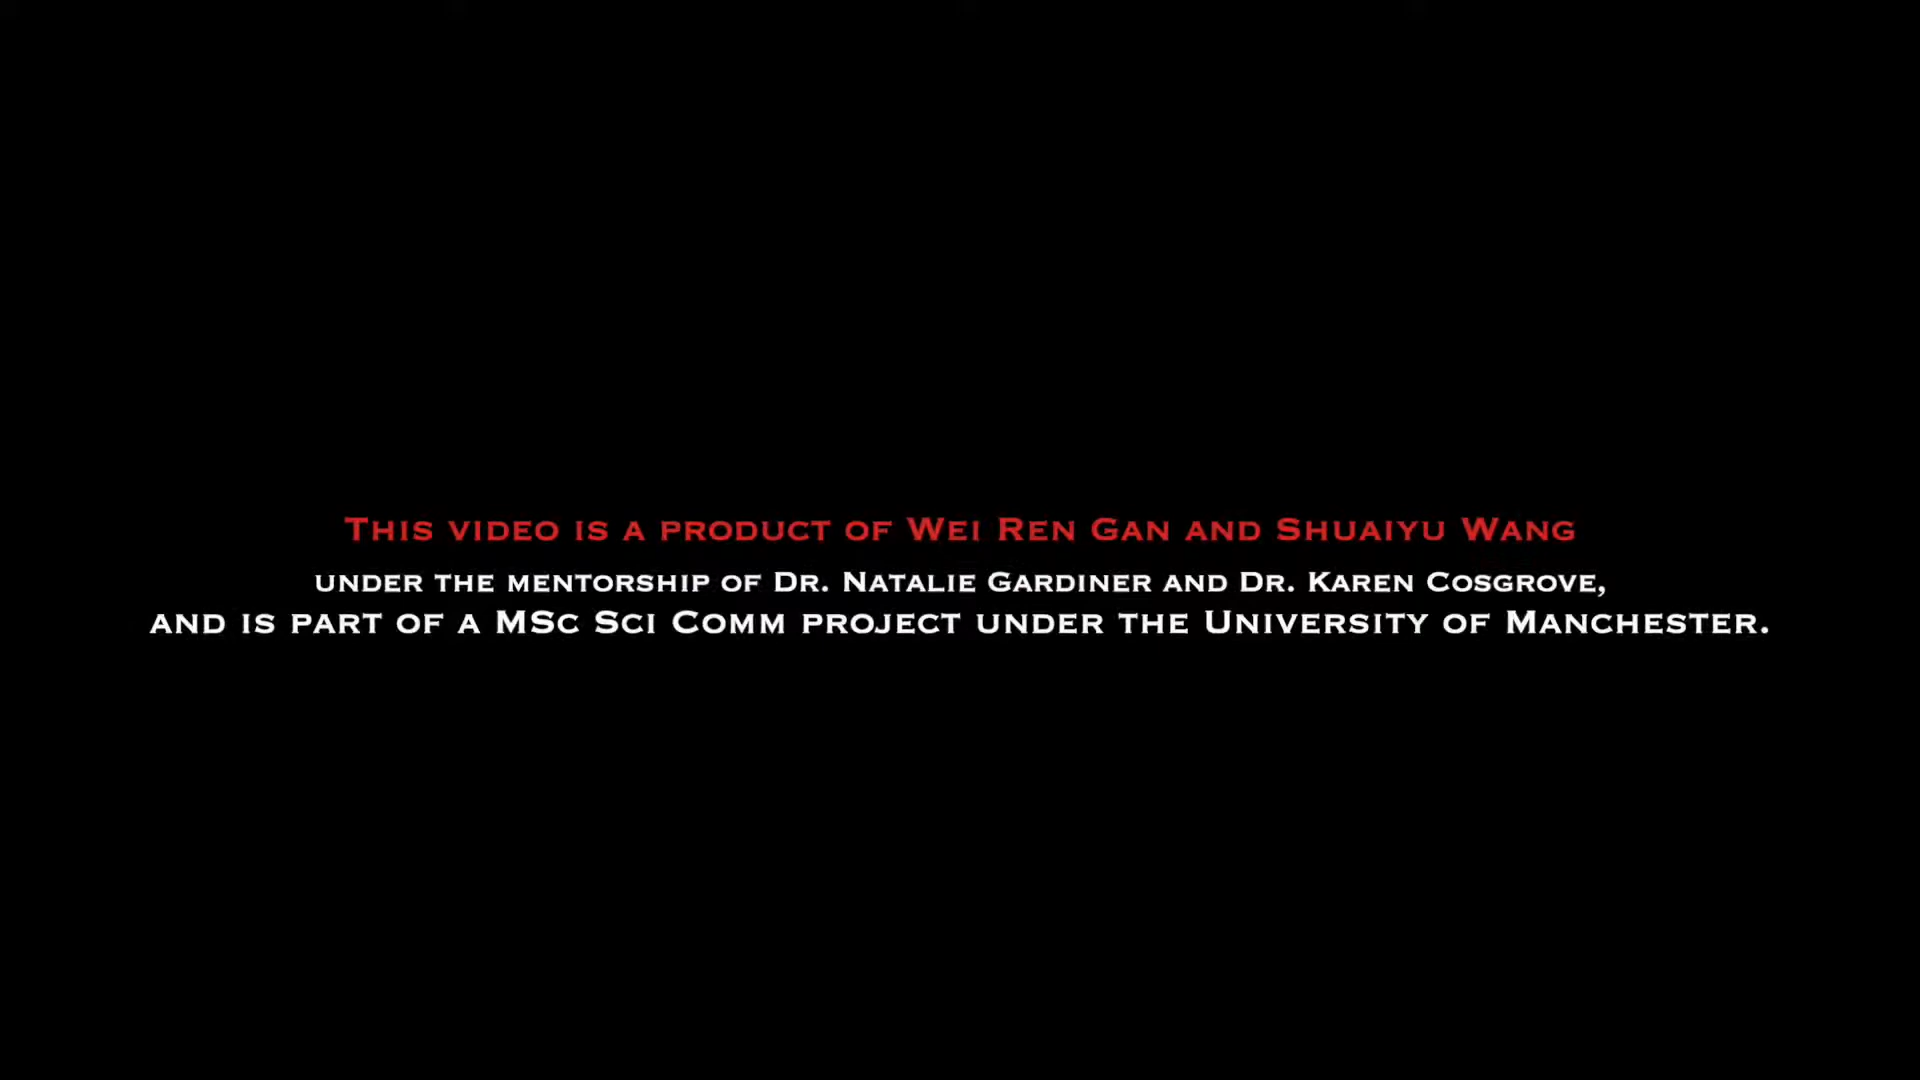 This video is a product of Wei Ren Gan and Shuaiyu Wang
under the mentorship of Dr. Natalie Gardiner and Dr. Karen Cosgrove,
and is part of a MSc Sci Comm project under the University of Manchester.